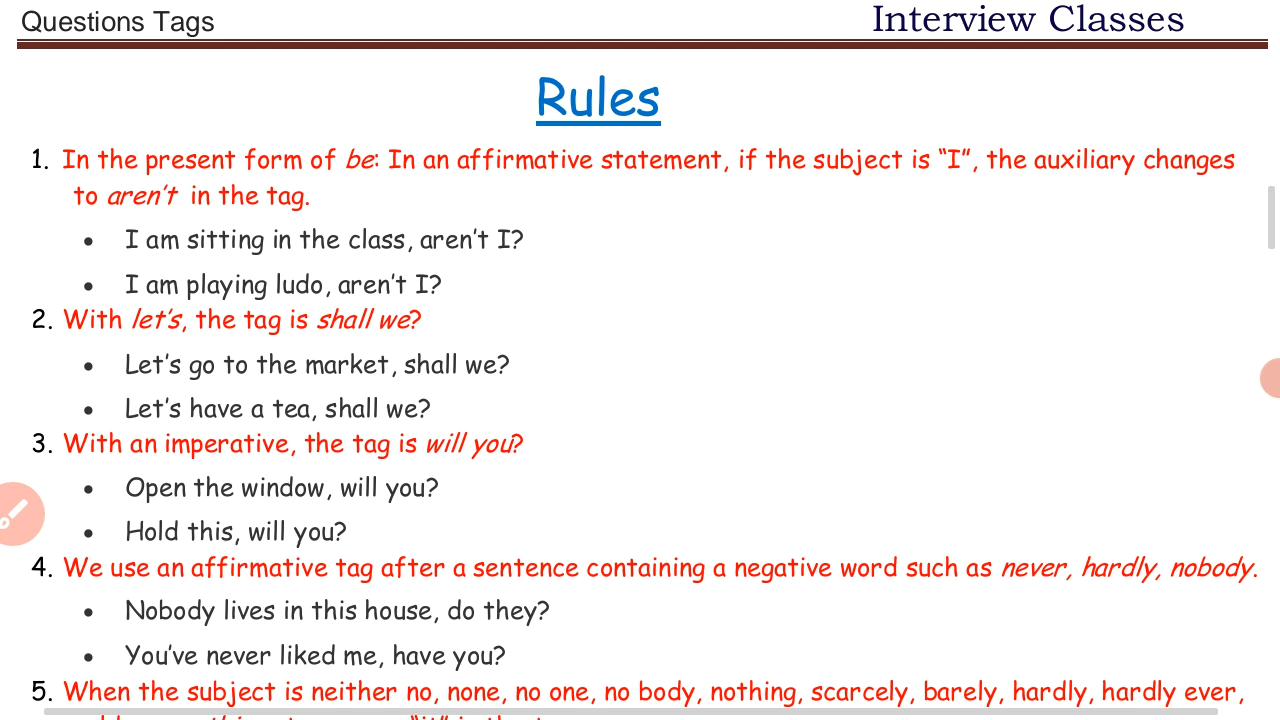 Questions Tags
Interview Classes
Rules
1. In the present form of be: In an affirmative statement, if the subject is “I”, the auxiliary changes
to aren’t in the tag.
• I am sitting in the class, aren’t I?
• I am playing ludo, aren’t I?
2. With let’s, the tag is shall we?
• Let’s go to the market, shall we?
• Let’s have a tea, shall we?
3. With an imperative, the tag is will you?
• Open the window, will you?
• Hold this, will you?
4. We use an affirmative tag after a sentence containing a negative word such as never, hardly, nobody.
• Nobody lives in this house, do they?
• You’ve never liked me, have you?
5. When the subject is neither no, none, no one, no body, nothing, scarcely, barely, hardly, hardly ever,